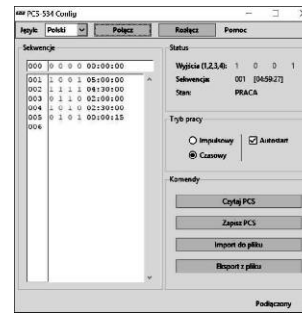 PCS-534 Config
Język: Polski Połącz Rozłącz Pomoc
Sekwencje
000 0 0 0 0 00:00:00
001 1 0 0 1 05:00:00
002 1 1 1 1 04:30:00
003 0 1 1 0 02:00:00
004 1 0 1 0 02:30:00
005 0 1 0 1 00:00:15
006
Status
Wyjścia (1,2,3,4): 1 0 0 1
Sekwencja: 001 [04:59:27]
Stan: PRACA
Tryb pracy
Impulsowy Autostart
Czasowy
Komendy
Czytaj PCS
Zapisz PCS
Import do pliku
Eksport z pliku
Podłączony